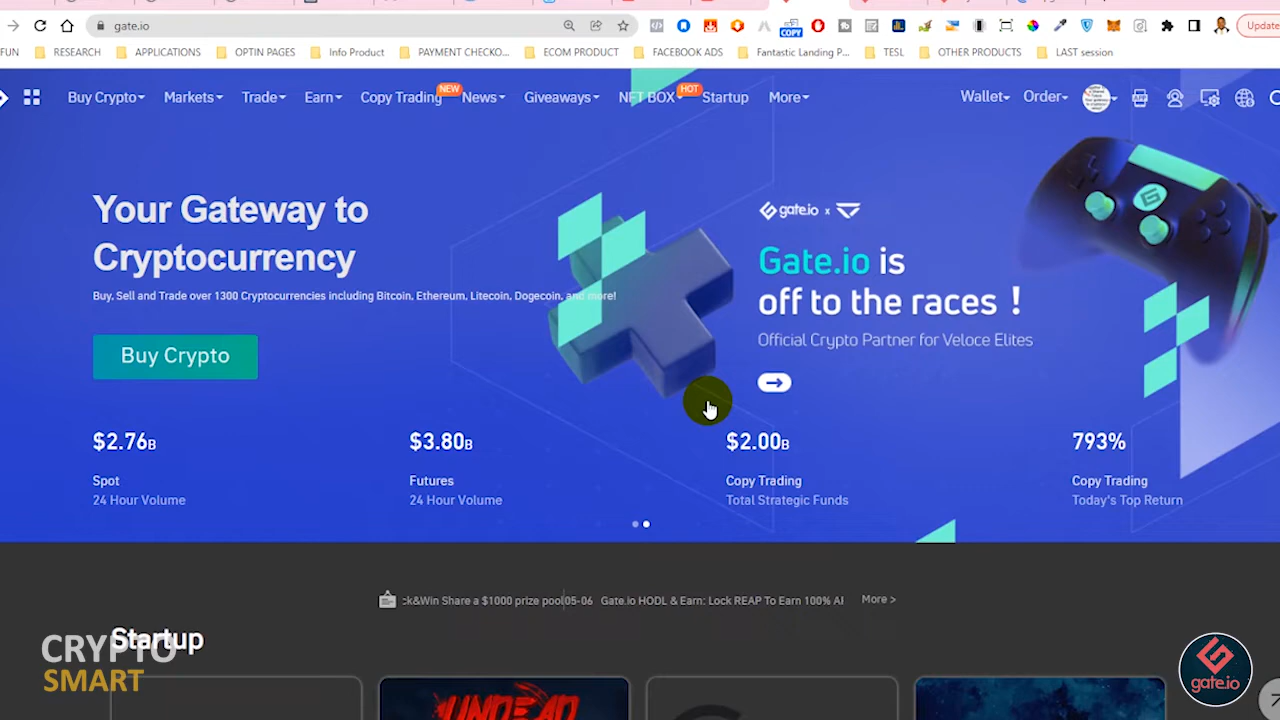 gate.io
COPY
Update
FUN
RESEARCH
APPLICATIONS
OPTIN PAGES
Info Product
PAYMENT CHECKO...
ECOM PRODUCT
FACEBOOK ADS
Fantastic Landing P...
TESL
OTHER PRODUCTS
LAST session
Buy Crypto
Markets
Trade
Earn
Copy Trading
NEW
News
Giveaways
NFT BOX
HOT
Startup
More
Wallet
Order
APP
Your Gateway to
Cryptocurrency
Buy, Sell and Trade over 1300 Cryptocurrencies including Bitcoin, Ethereum, Litecoin, Dogecoin, and more!
Buy Crypto
gate.io x
Gate.io is
off to the races !
Official Crypto Partner for Veloce Elites
$2.76B
Spot
24 Hour Volume
$3.80B
Futures
24 Hour Volume
$2.00B
Copy Trading
Total Strategic Funds
793%
Copy Trading
Today's Top Return
ck&Win Share a $1000 prize pool 05-06 Gate.io HODL & Earn: Lock REAP To Earn 100% AI
More >
Startup
CRYPTO
SMART
UNDEAD
gate.io